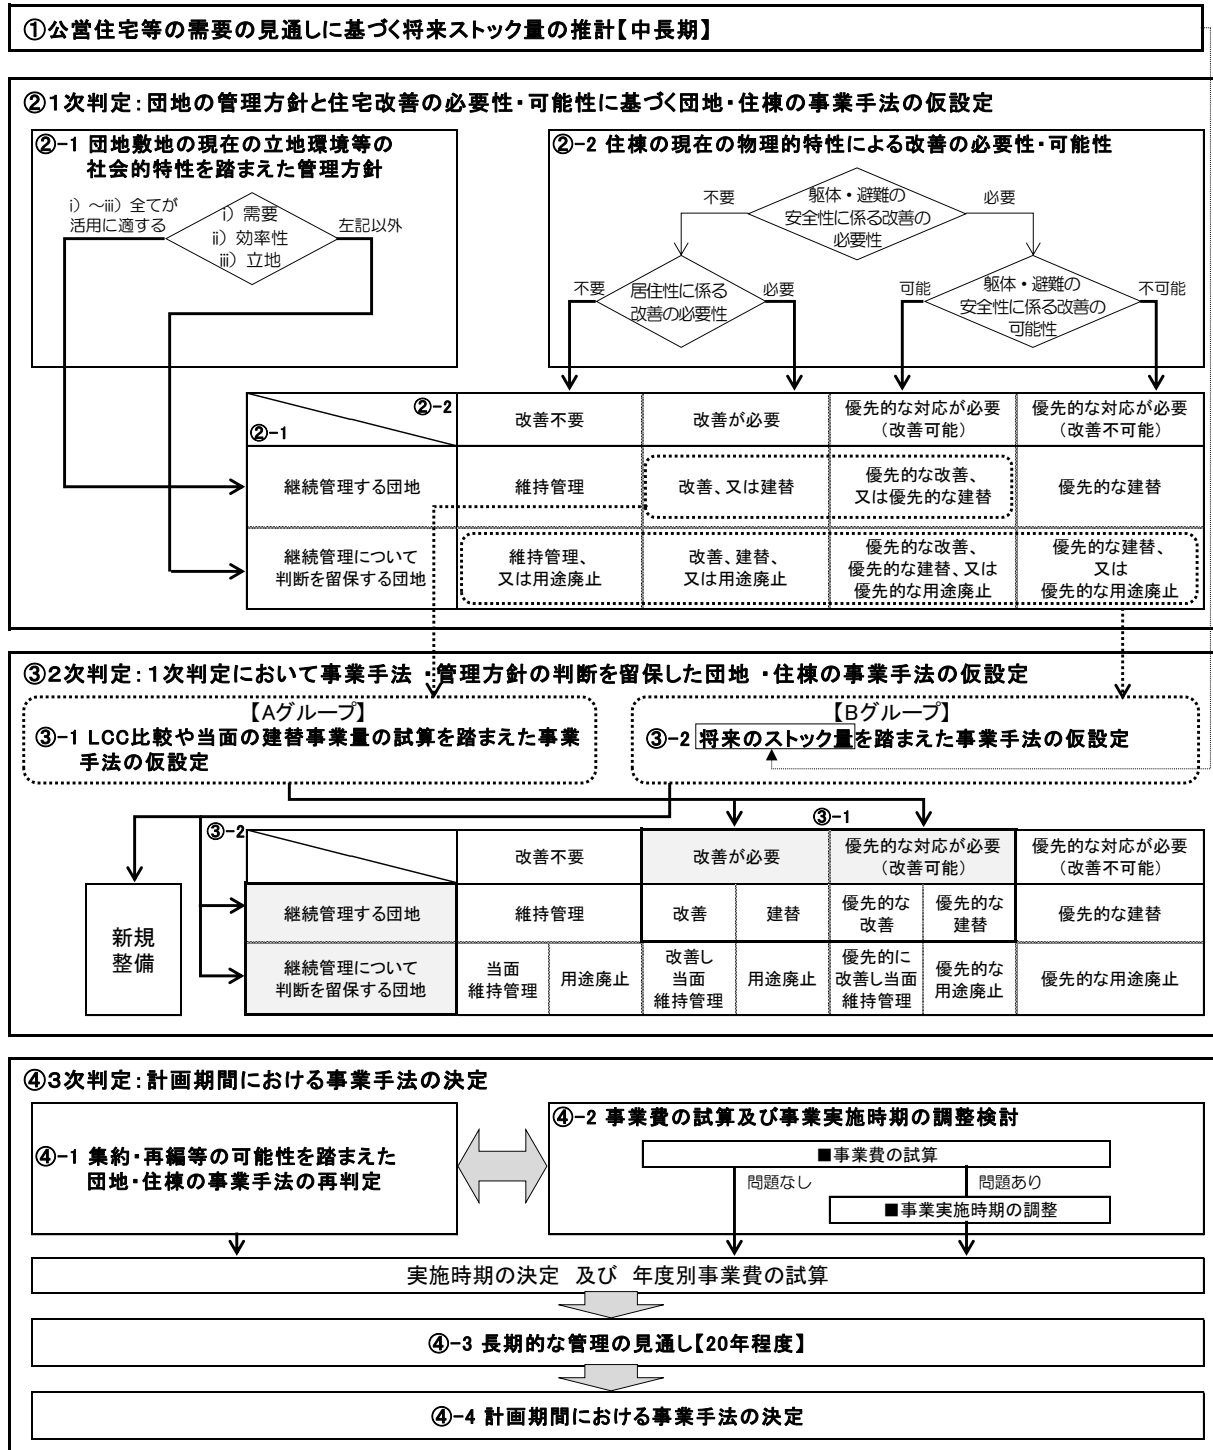 ①公営住宅等の需要の見通しに基づく将来ストック量の推計【中長期】
②1次判定：団地の管理方針と住宅改善の必要性・可能性に基づく団地・住棟の事業手法の仮設定
②-1 団地敷地の現在の立地環境等の
社会的特性を踏まえた管理方針
ⅰ）～ⅲ）全てが
活用に適する
ⅰ）需要
ⅱ）効率性
ⅲ）立地
左記以外
②-2 住棟の現在の物理的特性による改善の必要性・可能性
不要
躯体・避難の
安全性に係る改善の
必要性
必要
不要
居住性に係る
改善の必要性
必要
可能
躯体・避難の
安全性に係る改善の
可能性
不可能
②-2
②-1
改善不要
改善が必要
優先的な対応が必要
（改善可能）
優先的な対応が必要
（改善不可能）
継続管理する団地
維持管理
改善、又は建替
優先的な改善、
又は優先的な建替
優先的な建替
継続管理について
判断を留保する団地
維持管理、
又は用途廃止
改善、建替、
又は用途廃止
優先的な改善、
優先的な建替、又は
優先的な用途廃止
優先的な建替、
又は
優先的な用途廃止
③2次判定：1次判定において事業手法・管理方針の判断を留保した団地・住棟の事業手法の仮設定
【Aグループ】
③-1 LCC比較や当面の建替事業量の試算を踏まえた事業
手法の仮設定
【Bグループ】
③-2 将来のストック量を踏まえた事業手法の仮設定
③-1
③-2
改善不要
改善が必要
優先的な対応が必要
（改善可能）
優先的な対応が必要
（改善不可能）
新規
整備
継続管理する団地
維持管理
改善
建替
優先的な
改善
優先的な
建替
優先的な建替
継続管理について
判断を留保する団地
当面
維持管理
用途廃止
改善し
当面
維持管理
用途廃止
優先的に
改善し当面
維持管理
優先的な
用途廃止
優先的な用途廃止
④3次判定：計画期間における事業手法の決定
④-1 集約・再編等の可能性を踏まえた
団地・住棟の事業手法の再判定
④-2 事業費の試算及び事業実施時期の調整検討
■事業費の試算
問題なし
問題あり
■事業実施時期の調整
実施時期の決定 及び 年度別事業費の試算
④-3 長期的な管理の見通し【20年程度】
④-4 計画期間における事業手法の決定